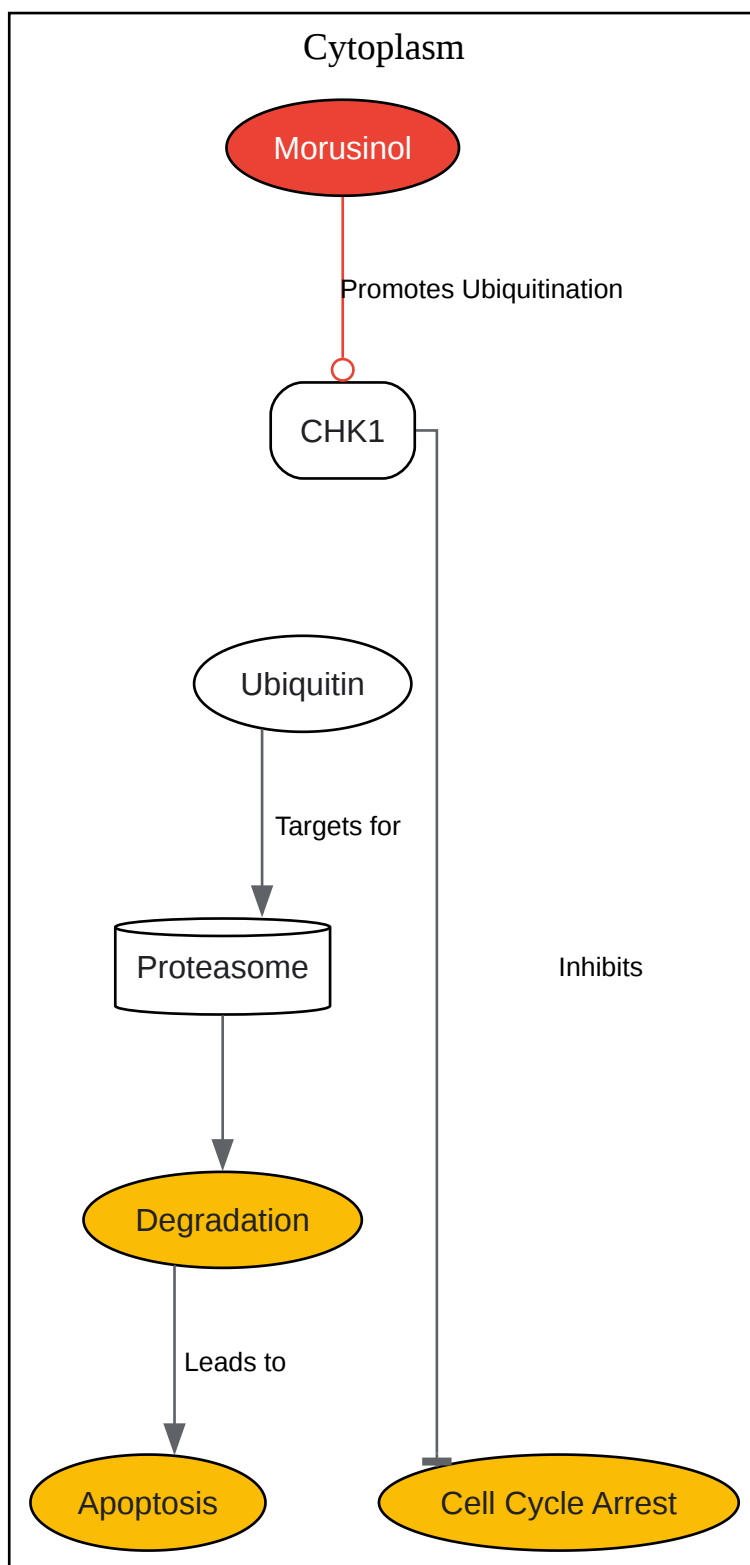 Cytoplasm
Morusinol
Promotes Ubiquitination
CHK1
Ubiquitin
Targets for
Proteasome
Inhibits
Degradation
Leads to
Apoptosis
Cell Cycle Arrest